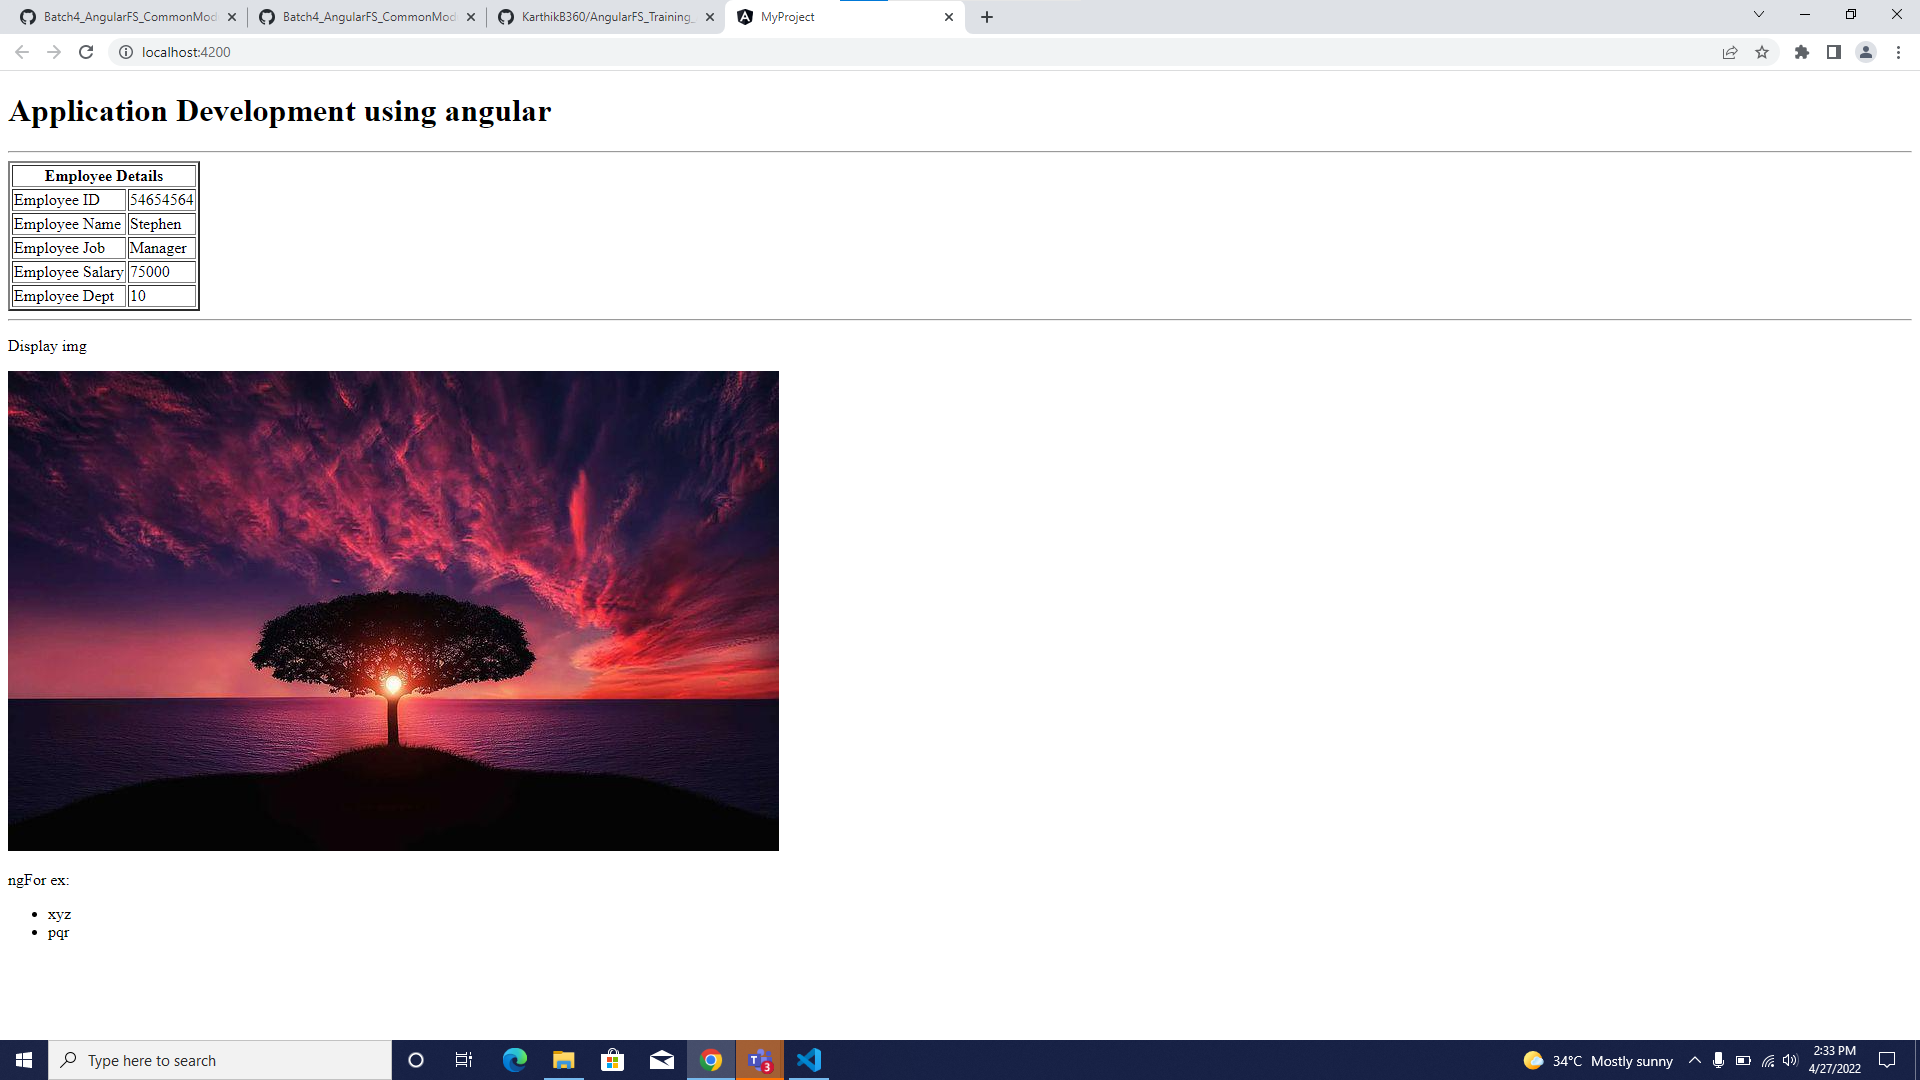 Batch4_AngularFS_CommonMod
Batch4_AngularFS_CommonMod
KarthikB360/AngularFS_Training_
MyProject
localhost:4200
Application Development using angular
Employee Details
Employee ID 54654564
Employee Name Stephen
Employee Job Manager
Employee Salary 75000
Employee Dept 10
Display img
ngFor ex:
xyz
pqr
Type here to search
3
34°C Mostly sunny
2:33 PM
4/27/2022